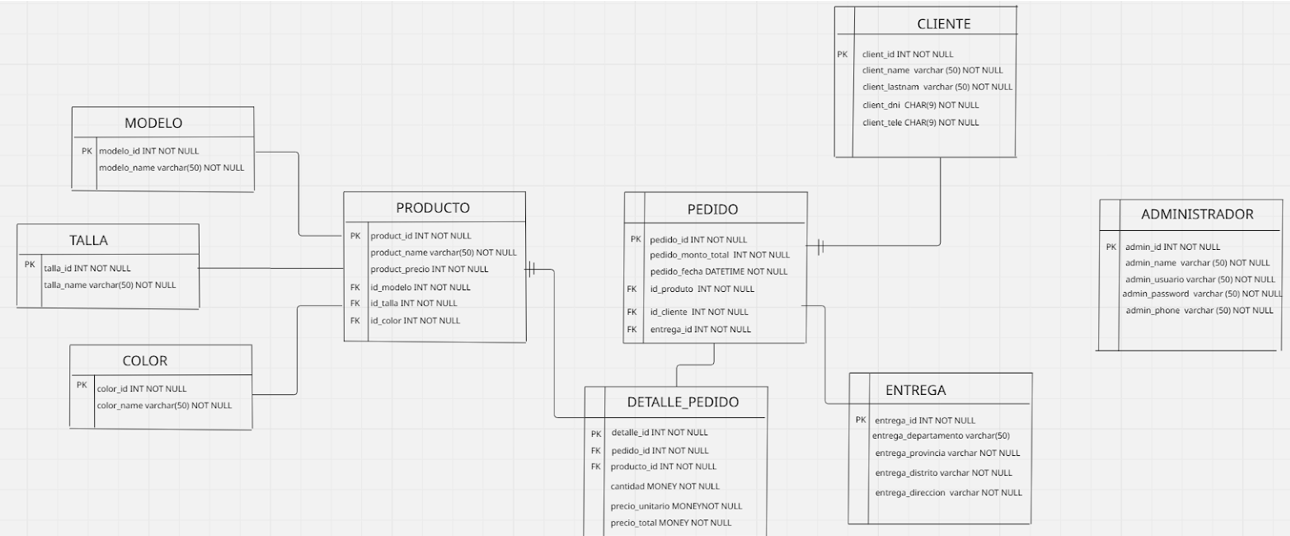 CLIENTE
PK client_id INT NOT NULL
client_name varchar (50) NOT NULL
client_lastnam varchar (50) NOT NULL
client_dni CHAR(9) NOT NULL
client_tele CHAR(9) NOT NULL
MODELO
PK modelo_id INT NOT NULL
modelo_name varchar(50) NOT NULL
TALLA
PK talla_id INT NOT NULL
talla_name varchar(50) NOT NULL
COLOR
PK color_id INT NOT NULL
color_name varchar(50) NOT NULL
PRODUCTO
PK product_id INT NOT NULL
product_name varchar(50) NOT NULL
product_precio INT NOT NULL
FK id_modelo INT NOT NULL
FK id_talla INT NOT NULL
FK id_color INT NOT NULL
PEDIDO
PK pedido_id INT NOT NULL
pedido_monto_total INT NOT NULL
pedido_fecha DATETIME NOT NULL
FK id_produto INT NOT NULL
FK id_cliente INT NOT NULL
FK entrega_id INT NOT NULL
DETALLE_PEDIDO
PK detalle_id INT NOT NULL
FK pedido_id INT NOT NULL
FK producto_id INT NOT NULL
cantidad MONEY NOT NULL
precio_unitario MONEYNOT NULL
precio_total MONEY NOT NULL
ENTREGA
PK entrega_id INT NOT NULL
entrega_departamento varchar(50)
entrega_provincia varchar NOT NULL
entrega_distrito varchar NOT NULL
entrega_direccion varchar NOT NULL
ADMINISTRADOR
PK admin_id INT NOT NULL
admin_name varchar (50) NOT NULL
admin_usuario varchar (50) NOT NULL
admin_password varchar (50) NOT NULL
admin_phone varchar (50) NOT NULL